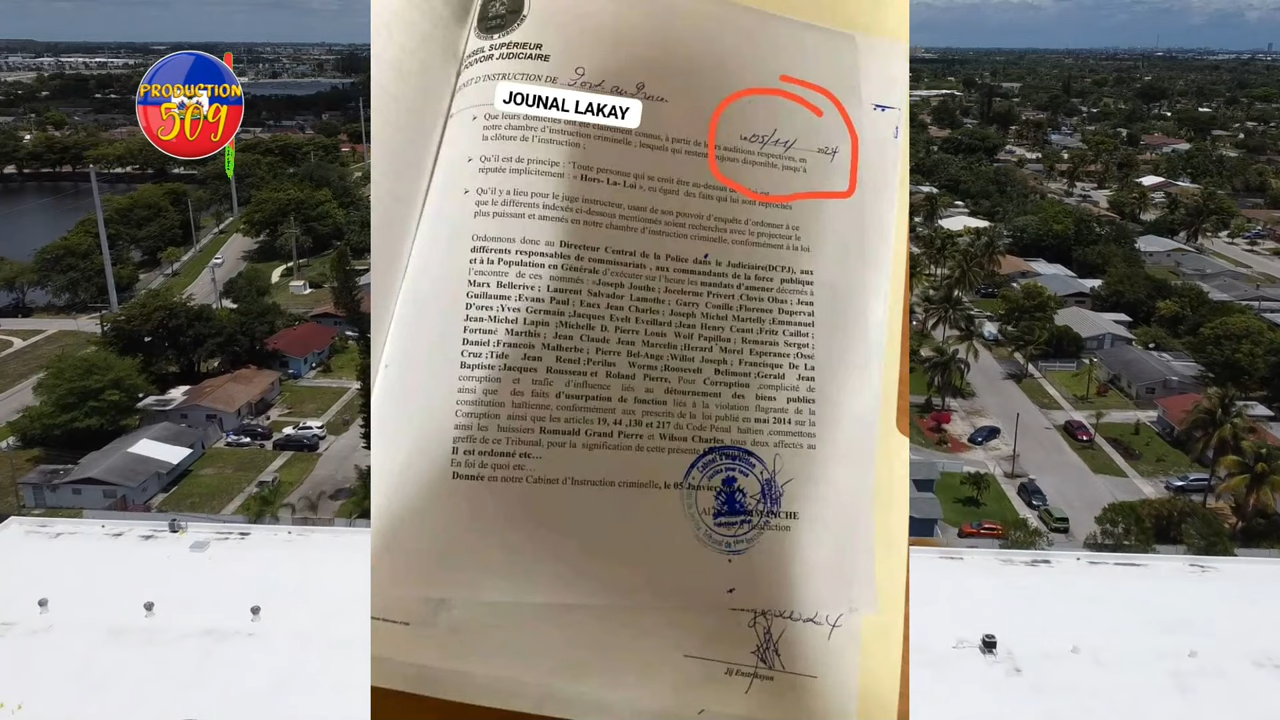 PRODUCTION
509
CONSEIL SUPÉRIEUR
POUVOIR JUDICIAIRE
CABINET D'INSTRUCTION DE Port-au-Prince
JOUNAL LAKAY
Le 05/11/ 2024
➤ Que leurs domiciles ont été clairement connus, à partir de leurs auditions respectives, en
notre chambre d'instruction criminelle ; lesquels qui restent toujours disponible, jusqu'à
la clôture de l'instruction ;
➤ Qu'il est de principe : "Toute personne qui se croit être au-dessus de la loi est
réputée implicitement : « Hors- La- Loi », eu égard des faits qui lui sont reprochés
➤ Qu'il y a lieu pour le juge instructeur, usant de son pouvoir d'enquête d'ordonner à ce
que le différents indexés ci-dessous mentionnés soient recherches avec le projecteur le
plus puissant et amenés en notre chambre d'instruction criminelle, conformément à la loi
Ordonnons donc au Directeur Central de la Police dans le Judiciaire(DCPJ), aux
différents responsables de commissariats , aux commandants de la force publique
et à la Population en Générale d'exécuter sur l'heure les mandats d'amener décernés à
l'encontre de ces nommés : «Joseph Jouthe ; Jorelerme Privert ;Clovis Obas ; Jean
Marx Bellerive ; Laurent Salvador Lamothe ; Garry Conille ;Florence Duperval
Guillaume ;Evans Paul ; Enex Jean Charles ; Joseph Michel Martelly ;Emmanuel
D'ores ;Yves Germain ;Jacques Evelt Eveillard ;Jean Henry Ceant ;Fritz Caillot ;
Jean-Michel Lapin ;Michelle D. Pierre Louis Wolf Papillon ; Remarais Sergot ;
Fortuné Marthis ; Jean Claude Jean Marcelin ;Herard Morel Esperance ;Ossé
Daniel ;Francois Malherbe ; Pierre Bel-Ange ;Willot Joseph ; Francisque De La
Cruz ;Tide Jean Renel ;Perilus Worms ;Roosevelt Delimont ;Gerald Jean
Baptiste ;Jacques Rousseau et Roland Pierre, Pour Corruption ,complicité de
corruption et trafic d'influence liés au détournement des biens publics
ainsi que des faits d'usurpation de fonction liés à la violation flagrante de la
constitution haïtienne, conformément aux prescrits de la loi publié en mai 2014 sur la
Corruption ainsi que les articles 19, 44 ,130 et 217 du Code Pénal haïtien ,commettons
ainsi les huissiers Romuald Grand Pierre et Wilson Charles, tous deux affectés au
greffe de ce Tribunal, pour la signification de cette présente
Il est ordonné etc...
En foi de quoi etc...
Donnée en notre Cabinet d'Instruction criminelle, le 05 Janvier
Cabinet d'Instruction
d'Instruction
Jij Enstriksyon